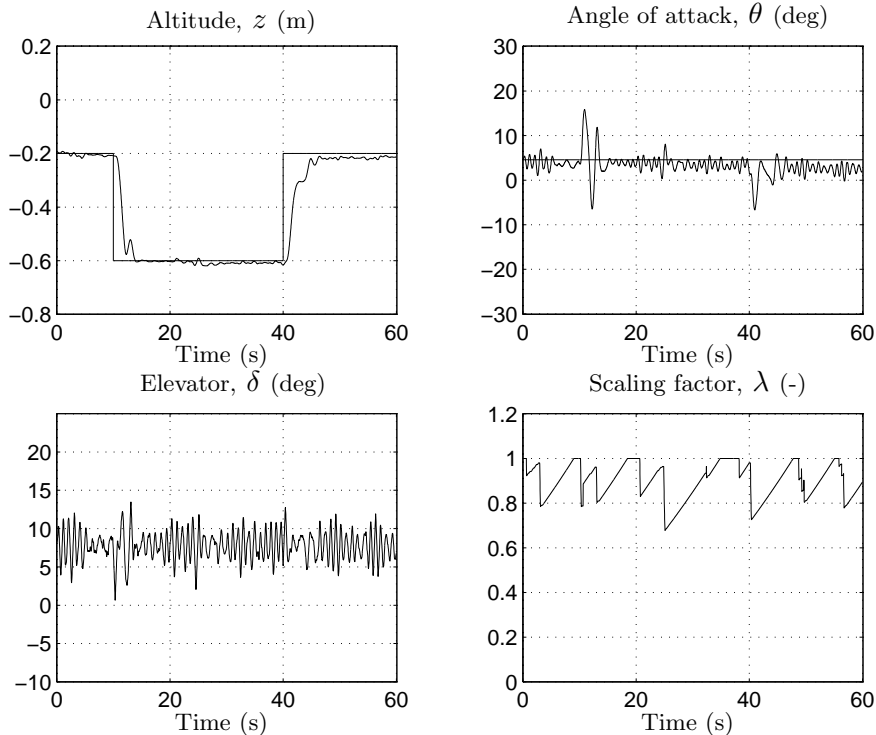 Altitude, z (m)
0.2
0
−0.2
−0.4
−0.6
−0.8
0 20 40 60
Time (s)
Angle of attack, θ (deg)
30
20
10
0
−10
−20
−30
0 20 40 60
Time (s)
Elevator, δ (deg)
20
15
10
5
0
−5
−10
0 20 40 60
Time (s)
Scaling factor, λ (-)
1.2
1
0.8
0.6
0.4
0.2
0
0 20 40 60
Time (s)